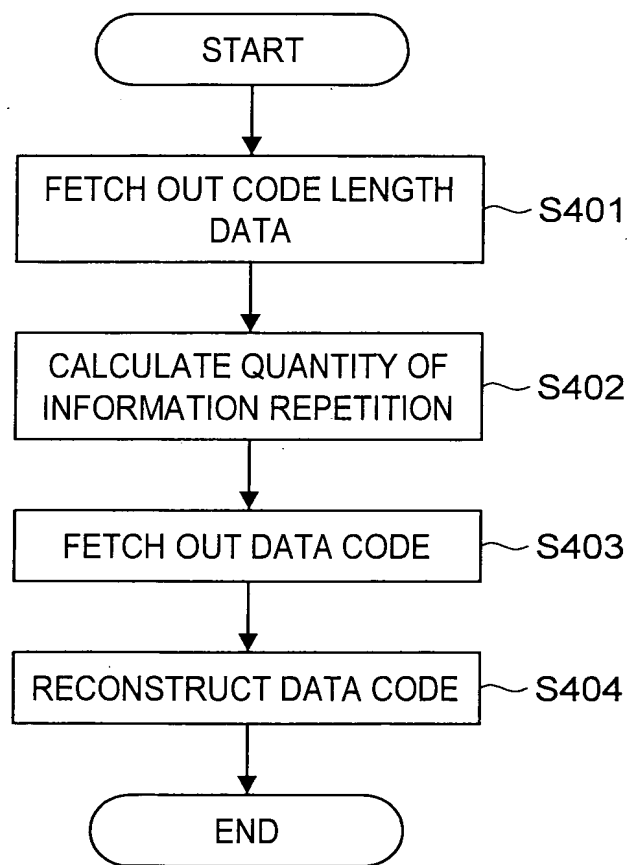 START
FETCH OUT CODE LENGTH
DATA
S401
CALCULATE QUANTITY OF
INFORMATION REPETITION
S402
FETCH OUT DATA CODE
S403
RECONSTRUCT DATA CODE
S404
END